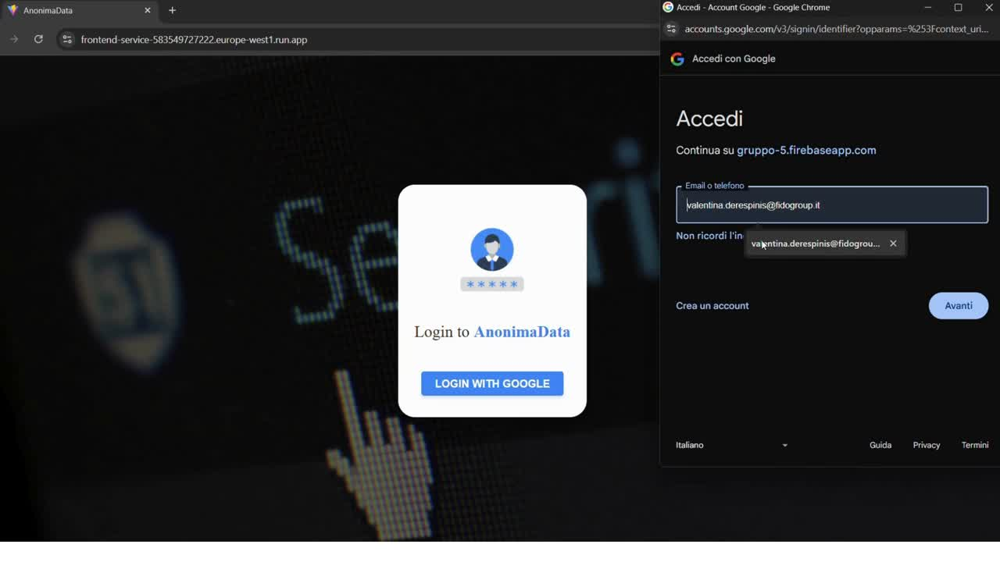 AnonimaData
frontend-service-583549727222.europe-west1.run.app
*****
Login to AnonimaData
LOGIN WITH GOOGLE
Accedi - Account Google - Google Chrome
accounts.google.com/v3/signin/identifier?opparams=%253Fcontext_uri...
Accedi con Google
Accedi
Continua su gruppo-5.firebaseapp.com
Email o telefono
valentina.derespinis@fidogroup.it
Non ricordi l'in
valentina.derespinis@fidogrou...
Crea un account
Avanti
Italiano
Guida
Privacy
Termini